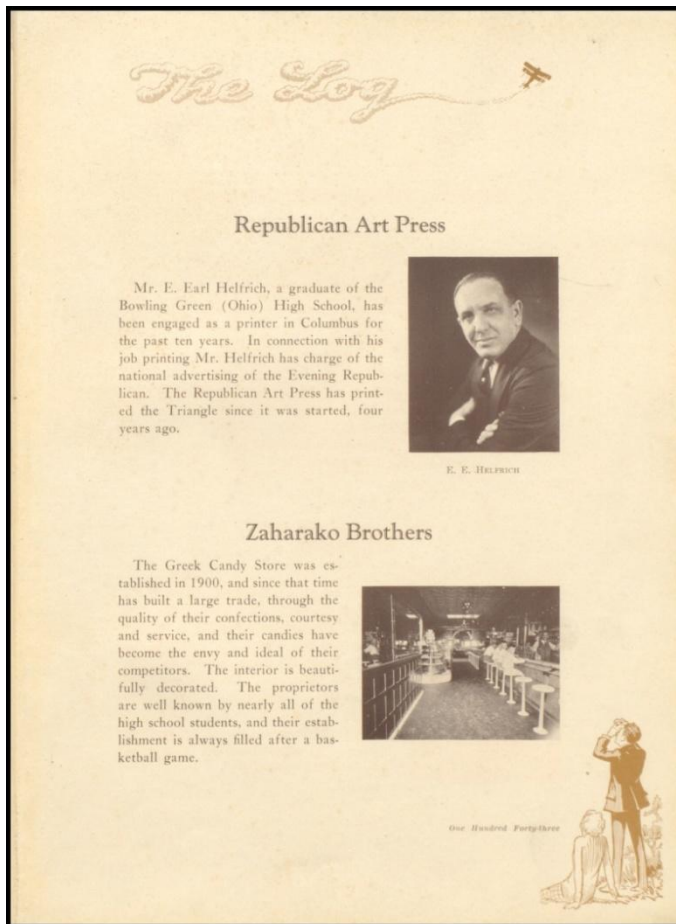 The Log
Republican Art Press
Mr. E. Earl Helfrich, a graduate of the
Bowling Green (Ohio) High School, has
been engaged as a printer in Columbus for
the past ten years. In connection with his
job printing Mr. Helfrich has charge of the
national advertising of the Evening Repub-
lican. The Republican Art Press has print-
ed the Triangle since it was started, four
years ago.
E. E. Helfrich
Zaharako Brothers
The Greek Candy Store was es-
tablished in 1900, and since that time
has built a large trade, through the
quality of their confections, courtesy
and service, and their candies have
become the envy and ideal of their
competitors. The interior is beauti-
fully decorated. The proprietors
are well known by nearly all of the
high school students, and their estab-
lishment is always filled after a bas-
ketball game.
One Hundred Forty-three